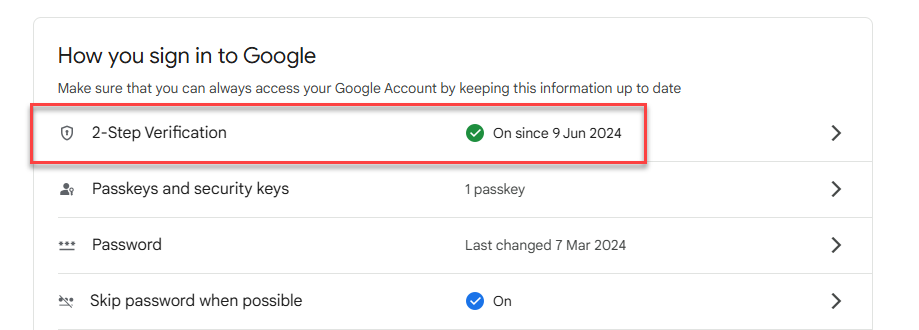 How you sign in to Google
Make sure that you can always access your Google Account by keeping this information up to date
2-Step Verification On since 9 Jun 2024
Passkeys and security keys 1 passkey
Password Last changed 7 Mar 2024
Skip password when possible On